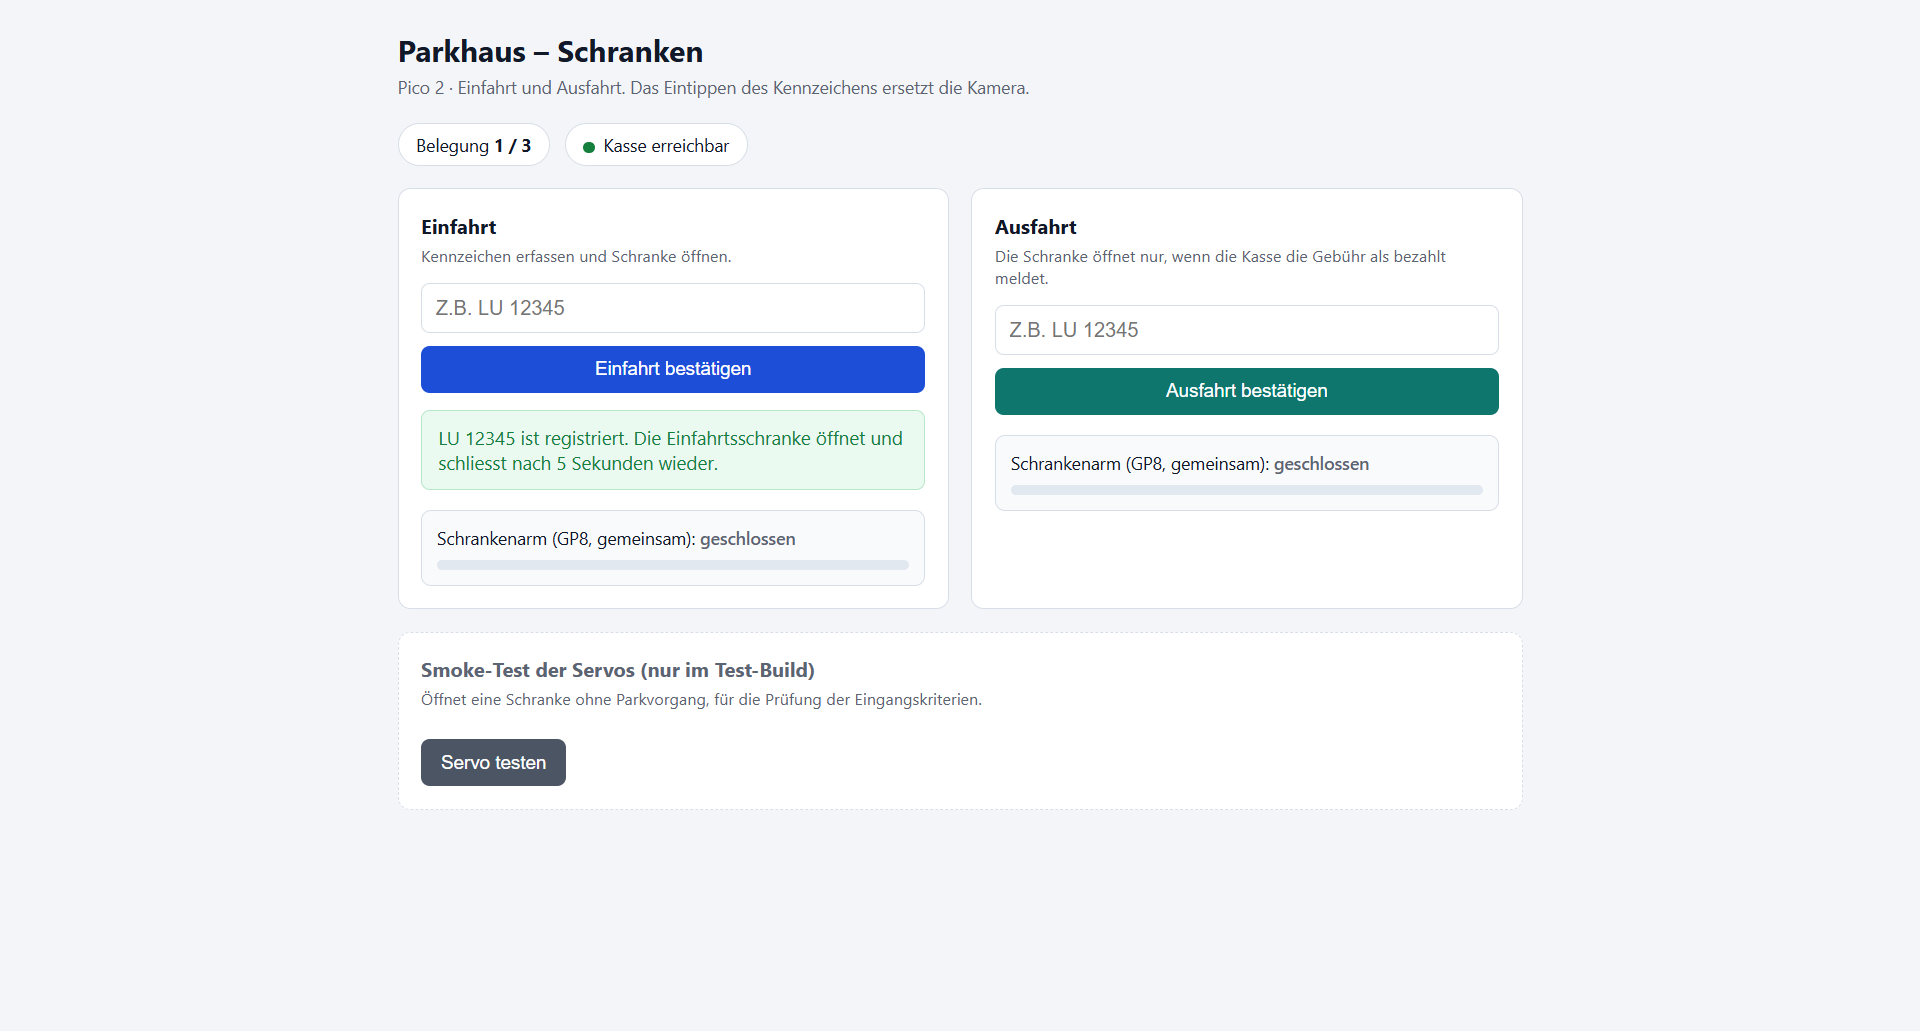 Parkhaus – Schranken
Pico 2 · Einfahrt und Ausfahrt. Das Eintippen des Kennzeichens ersetzt die Kamera.
Belegung 1 / 3
Kasse erreichbar
Einfahrt
Kennzeichen erfassen und Schranke öffnen.
Z.B. LU 12345
Einfahrt bestätigen
LU 12345 ist registriert. Die Einfahrtsschranke öffnet und
schliesst nach 5 Sekunden wieder.
Schrankenarm (GP8, gemeinsam): geschlossen
Ausfahrt
Die Schranke öffnet nur, wenn die Kasse die Gebühr als bezahlt
meldet.
Z.B. LU 12345
Ausfahrt bestätigen
Schrankenarm (GP8, gemeinsam): geschlossen
Smoke-Test der Servos (nur im Test-Build)
Öffnet eine Schranke ohne Parkvorgang, für die Prüfung der Eingangskriterien.
Servo testen